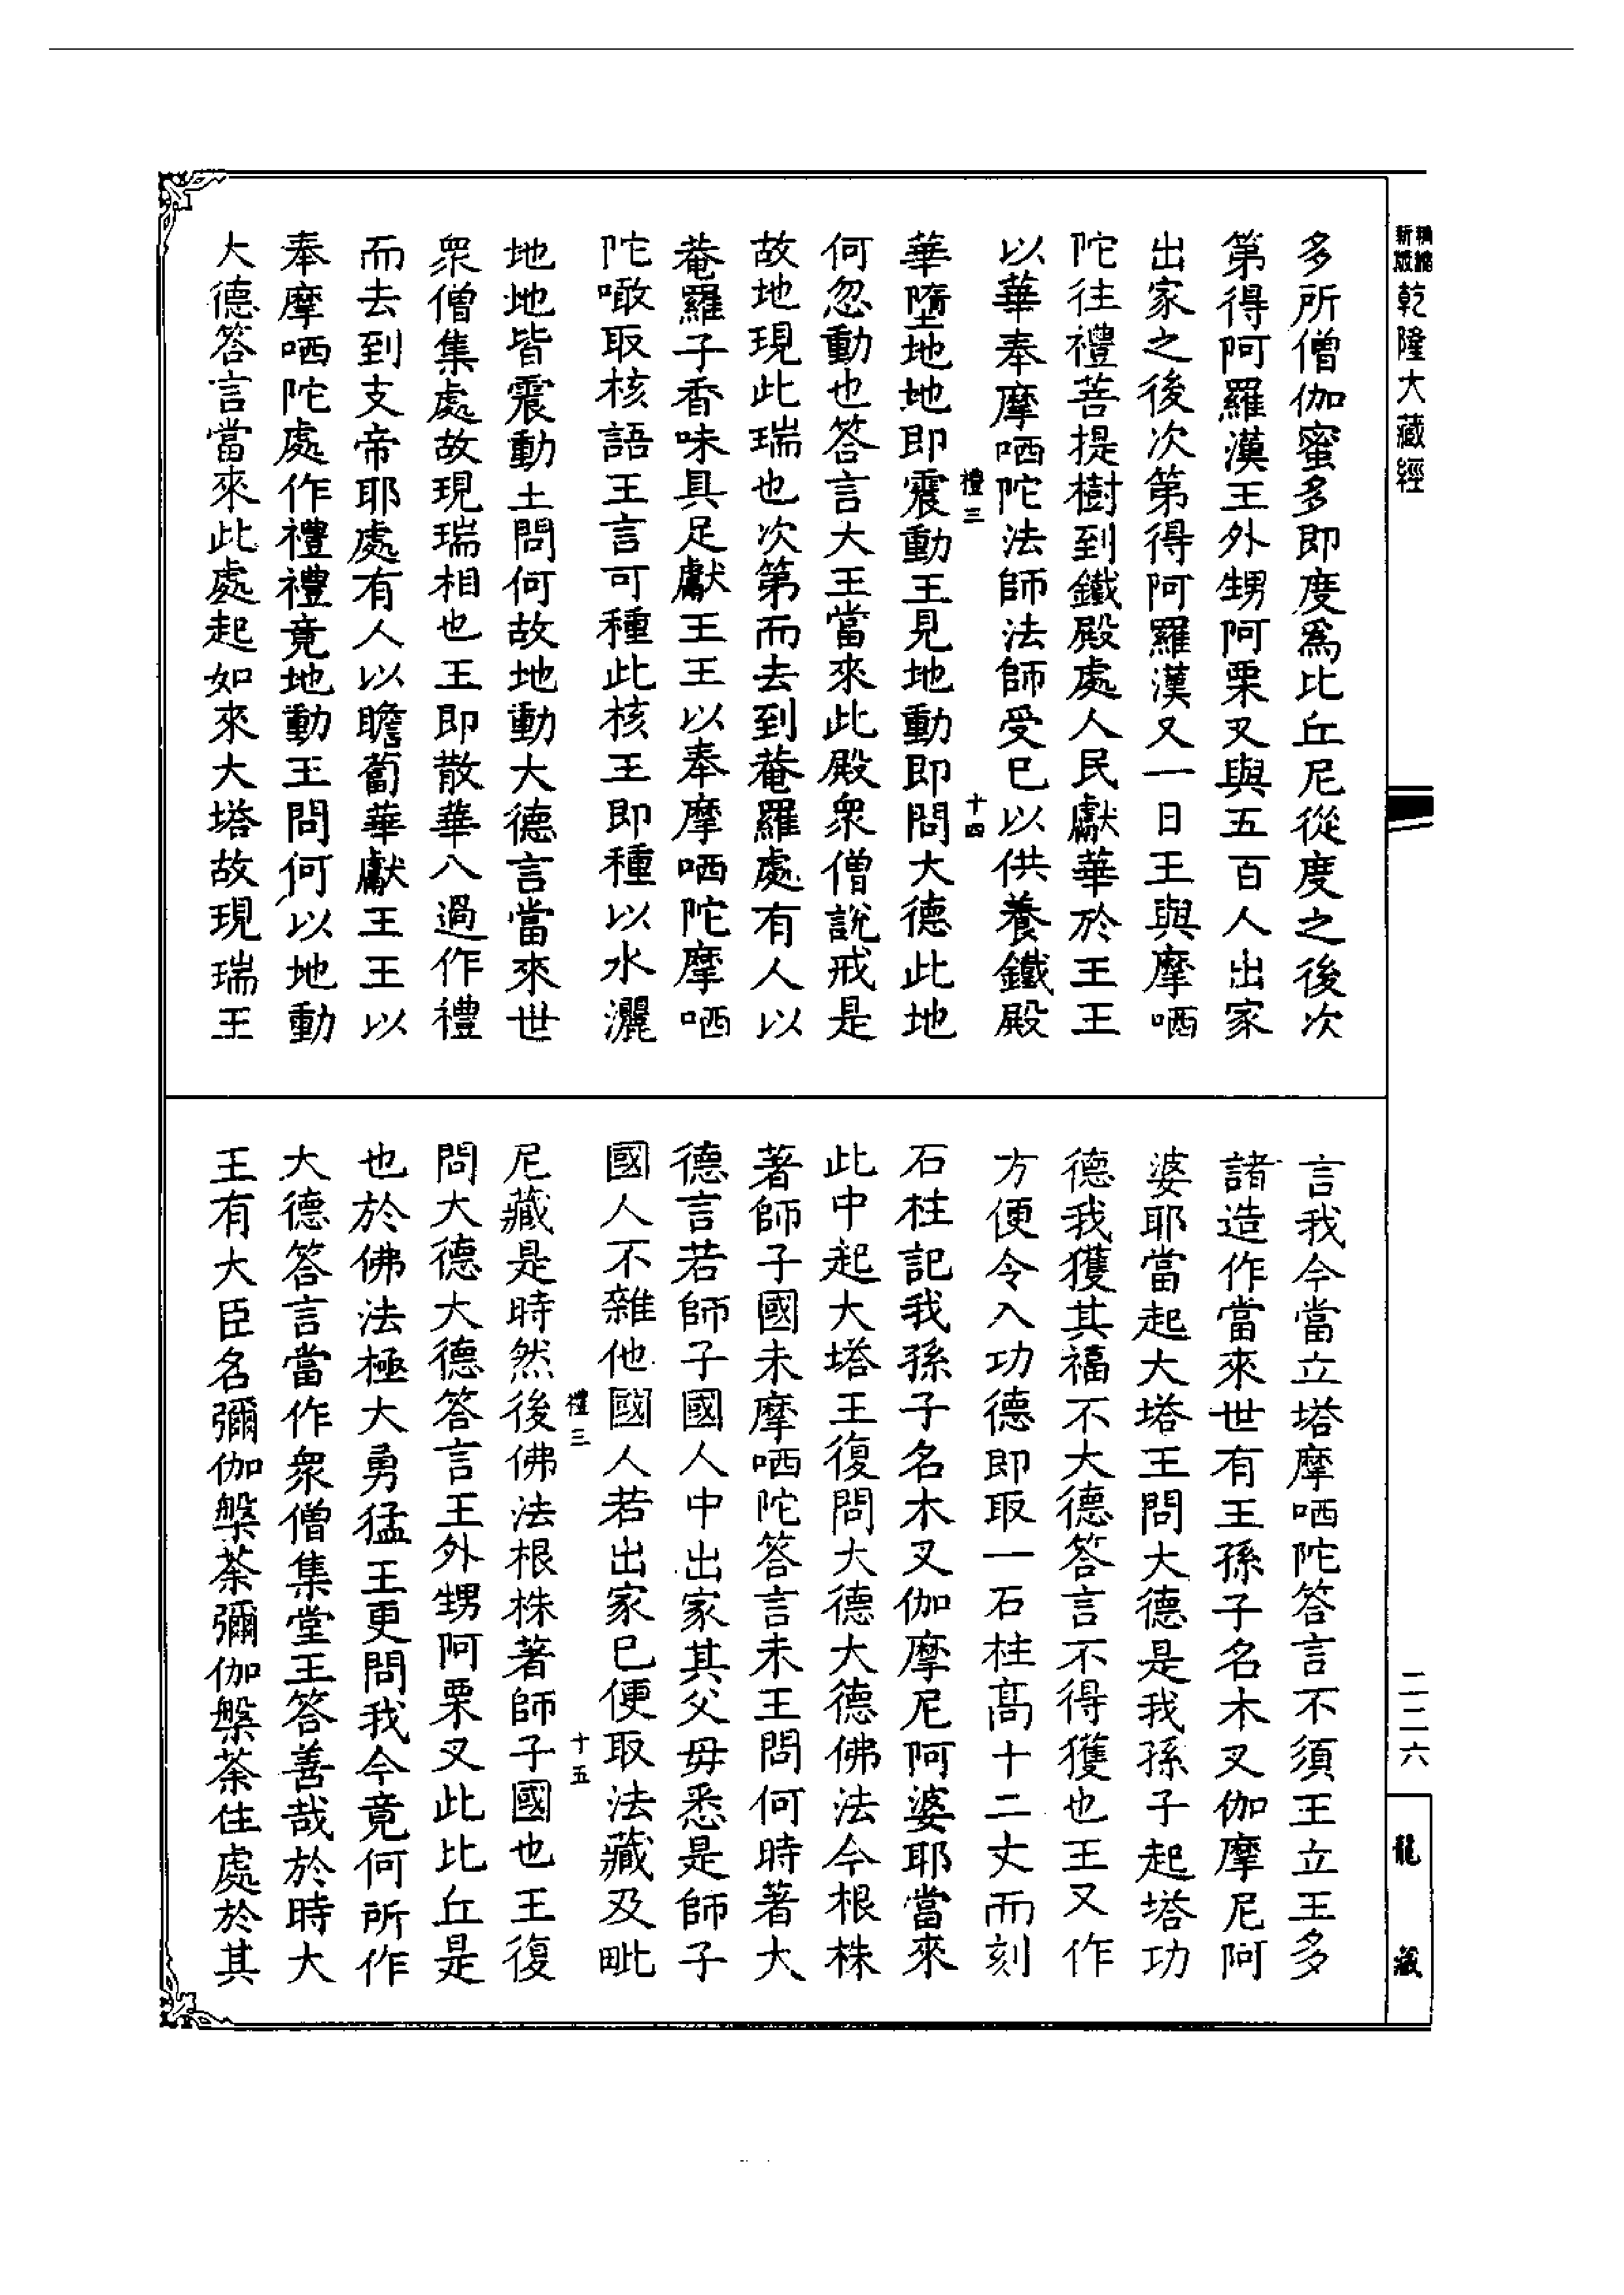 新編縮版
乾隆大藏經
多所僧伽蜜多即度爲比丘尼從度之後次
第得阿羅漢王外甥阿栗叉與五百人出家
出家之後次第得阿羅漢又一日王與摩哂
陀往禮菩提樹到鐵殿處人民獻華於王王
以華奉摩哂陀法師法師受已以供養鐵殿
禮三
十四
華墮地地即震動王見地動即問大德此地
何忽動也答言大王當來此殿衆僧說戒是
故地現此瑞也次第而去到菴羅處有人以
菴羅子香味具足獻王王以奉摩哂陀摩哂
陀噉取核語王言可種此核王即種以水灑
地地皆震動土問何故地動大德言當來世
衆僧集處故現瑞相也王即散華八過作禮
而去到支帝耶處有人以瞻蔔華獻王王以
奉摩哂陀處作禮禮竟地動王問何以地動
大德答言當來此處起如來大塔故現瑞王
言我今當立塔摩哂陀答言不須王立王多
諸造作當來世有王孫子名木叉伽摩尼阿
婆耶當起大塔王問大德是我孫子起塔功
德我獲其福不大德答言不得獲也王又作
方便令入功德即取一石柱高十二丈而刻
石柱記我孫子名木叉伽摩尼阿婆耶當來
此中起大塔王復問大德大德佛法今根株
著師子國未摩哂陀答言未王問何時著大
德言若師子國人中出家其父毋悉是師子
國人不雜他國人若出家已便取法藏及毗
禮三
十五
尼藏是時然後佛法根株著師子國也王復
問大德大德答言王外甥阿栗叉此比丘是
也於佛法極大勇猛王更問我今竟何所作
大德答言當作衆僧集堂王答善哉於時大
王有大臣名彌伽槃荼彌伽槃荼住處於其
二二六
龍藏